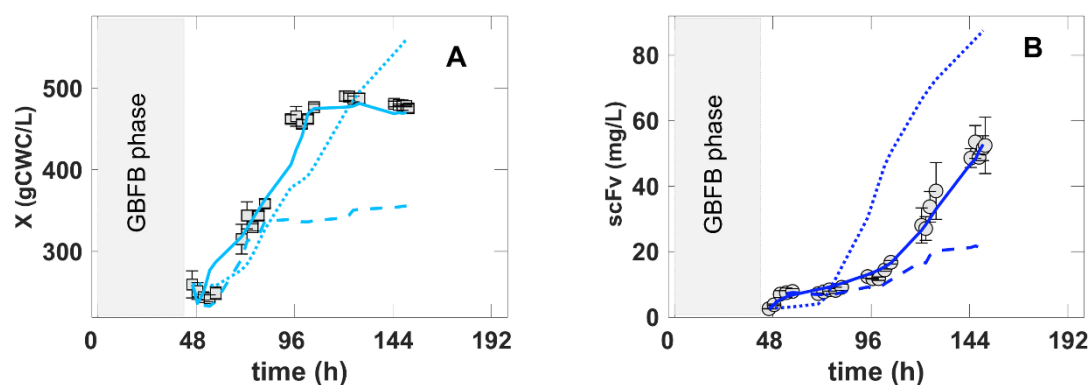 A
X (gCWC/L)
500
400
300
GBFB phase
0 48 96 144 192
time (h)
B
scFv (mg/L)
80
60
40
20
0
GBFB phase
0 48 96 144 192
time (h)